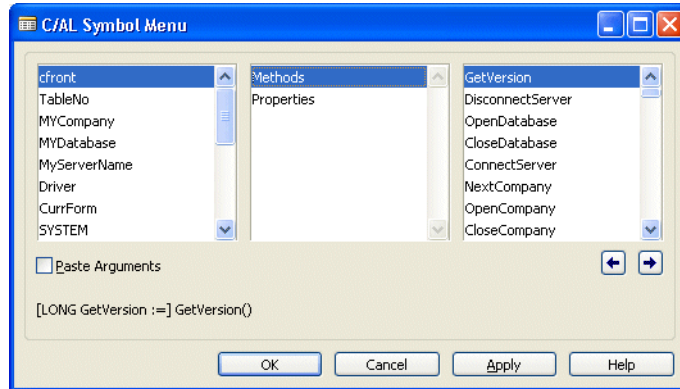 C/AL Symbol Menu
cfront
TableNo
MYCompany
MYDatabase
MyServerName
Driver
CurrForm
SYSTEM
Methods
Properties
GetVersion
DisconnectServer
OpenDatabase
CloseDatabase
ConnectServer
NextCompany
OpenCompany
CloseCompany
Paste Arguments
[LONG GetVersion :=] GetVersion()
OK Cancel Apply Help